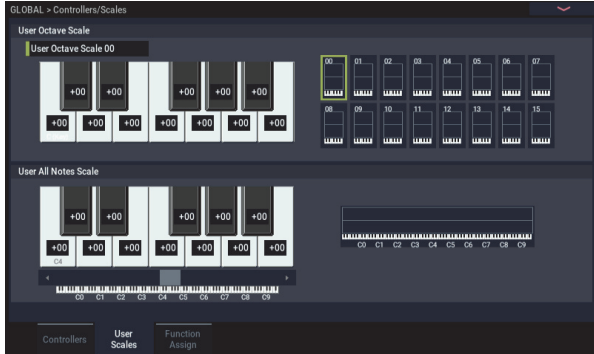 GLOBAL > Controllers/Scales
User Octave Scale
User Octave Scale 00
+00 +00 +00 +00 +00
+00 +00 +00 +00 +00 +00 +00
00 01 02 03 04 05 06 07
08 09 10 11 12 13 14 15
User All Notes Scale
+00 +00 +00 +00 +00
+00 +00 +00 +00 +00 +00 +00
C4
C0 C1 C2 C3 C4 C5 C6 C7 C8 C9
C0 C1 C2 C3 C4 C5 C6 C7 C8 C9
Controllers
User
Scales
Function
Assign